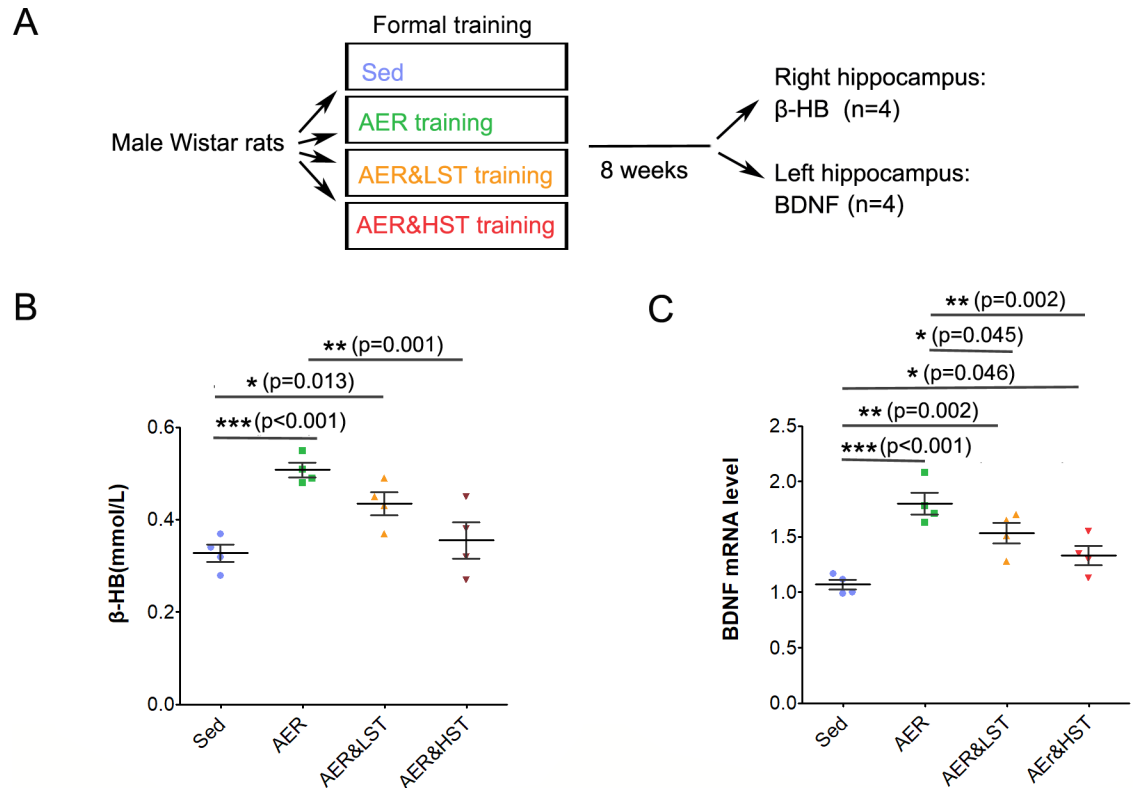 A
Formal training
Sed
AER training
AER&LST training
AER&HST training
Male Wistar rats
8 weeks
Right hippocampus:
β-HB (n=4)
Left hippocampus:
BDNF (n=4)
B
** (p=0.001)
* (p=0.013)
*** (p<0.001)
β-HB(mmol/L)
0.6
0.4
0.2
0.0
Sed
AER
AER&LST
AER&HST
C
** (p=0.002)
* (p=0.045)
* (p=0.046)
** (p=0.002)
*** (p<0.001)
BDNF mRNA level
2.5
2.0
1.5
1.0
0.5
0.0
Sed
AER
AER&LST
AEr&HST